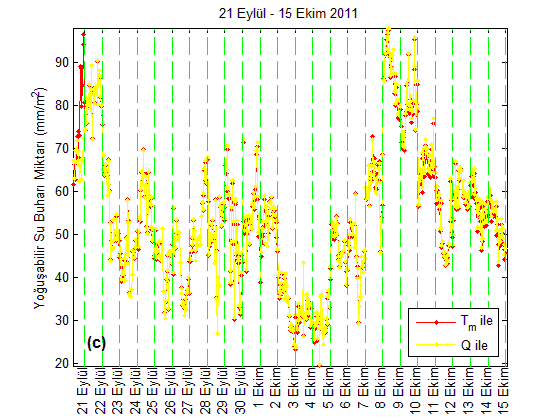 21 Eylül - 15 Ekim 2011
Yoğuşabilir Su Buharı Miktarı (mm/m²)
90
80
70
60
50
40
30
20
(c)
Tm ile
Q ile
21 Eylül
22 Eylül
23 Eylül
24 Eylül
25 Eylül
26 Eylül
27 Eylül
28 Eylül
29 Eylül
30 Eylül
1 Ekim
2 Ekim
3 Ekim
4 Ekim
5 Ekim
6 Ekim
7 Ekim
8 Ekim
9 Ekim
10 Ekim
11 Ekim
12 Ekim
13 Ekim
14 Ekim
15 Ekim